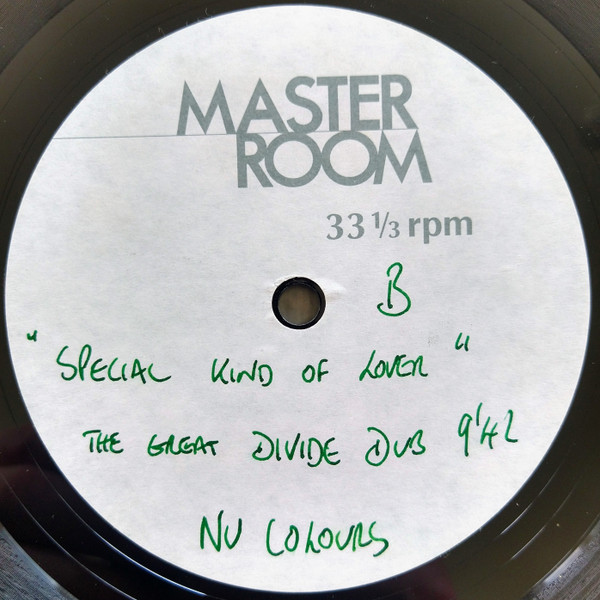 MASTER
ROOM
33 1/3 rpm
B
"SPECIAL KIND OF LOVER"
THE GREAT DIVIDE DUB 9'42
NU COLOURS